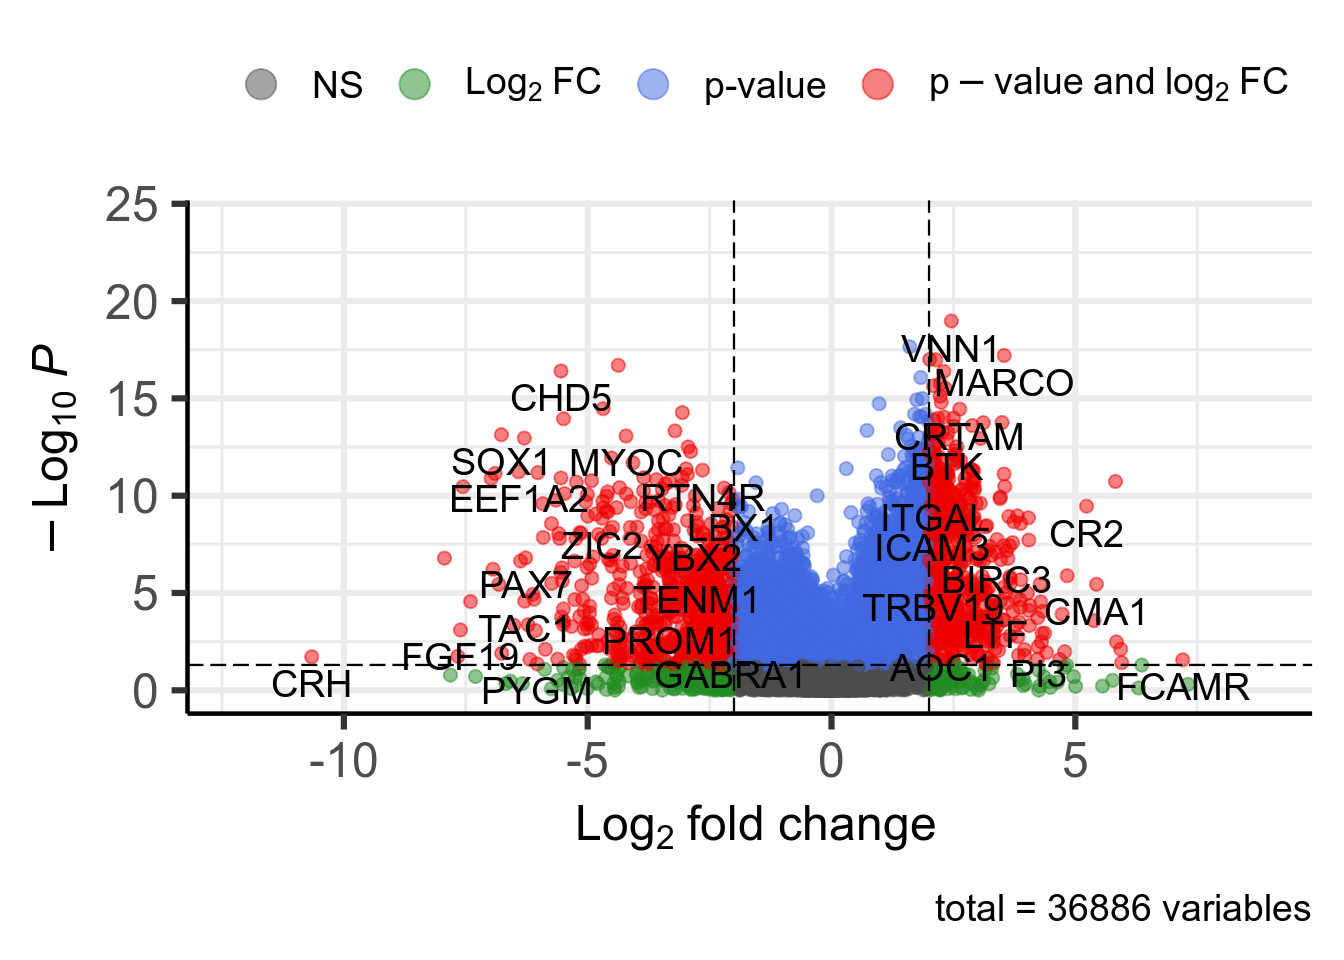 NS Log₂ FC p-value p − value and log₂ FC
25
20
15
10
5
0
− Log₁₀ P
VNN1
MARCO
CHD5
CRTAM
SOX1 MYOC BTK
EEF1A2 RTN4R
ITGAL
LBX1 CR2
ZIC2 ICAM3
YBX2
PAX7 BIRC3
TENM1 TRBV19 CMA1
TAC1 LTF
PROM1
FGF19 AOC1
GABRA1 PI3
CRH PYGM FCAMR
-10 -5 0 5
Log₂ fold change
total = 36886 variables